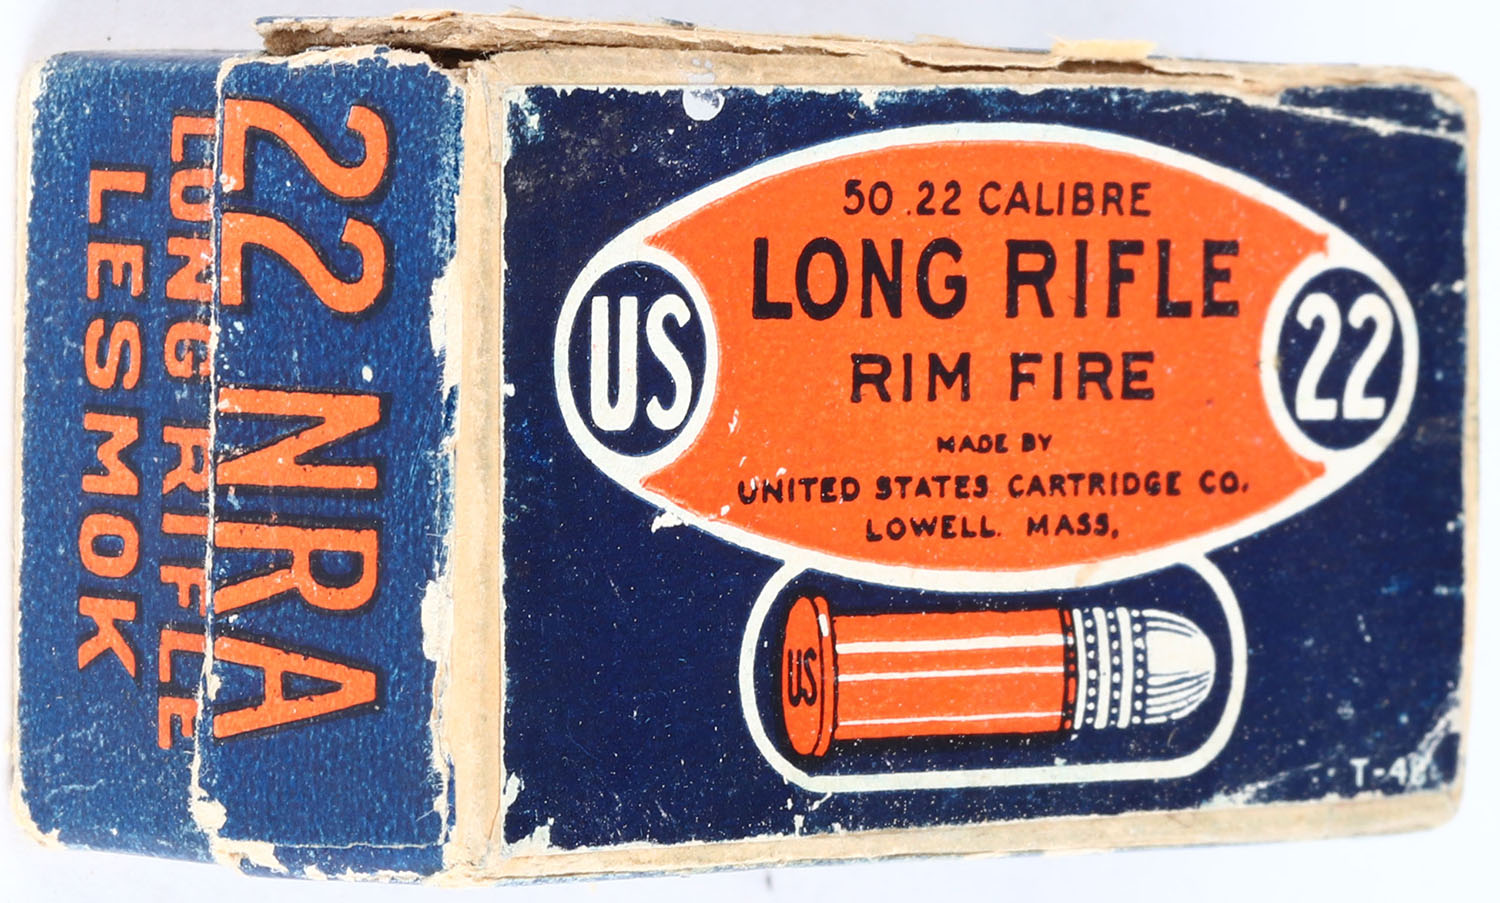 50 .22 CALIBRE
LONG RIFLE
RIM FIRE
MADE BY
UNITED STATES CARTRIDGE CO.
LOWELL. MASS,
US
22
US
22 NRA
LONG RIFLE
LESMOK